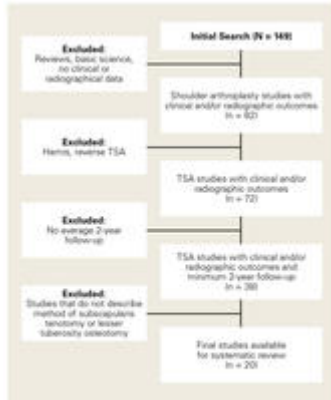 Initial Search (N = 149)
Excluded:
Reviews, basic science,
no clinical or
radiographical data
Shoulder arthroplasty studies with
clinical and/or radiographic outcomes
Excluded:
Hemis, reverse TSA
TSA studies with clinical and/or
radiographic outcomes
(n = 72)
Excluded:
No average 2-year
follow-up
TSA studies with clinical and/or
radiographic outcomes and
minimum 2-year follow-up
Excluded:
Studies that do not describe
method of subscapularis
tenotomy or lesser
tuberosity osteotomy
Final studies available
for systematic review
(n = 20)